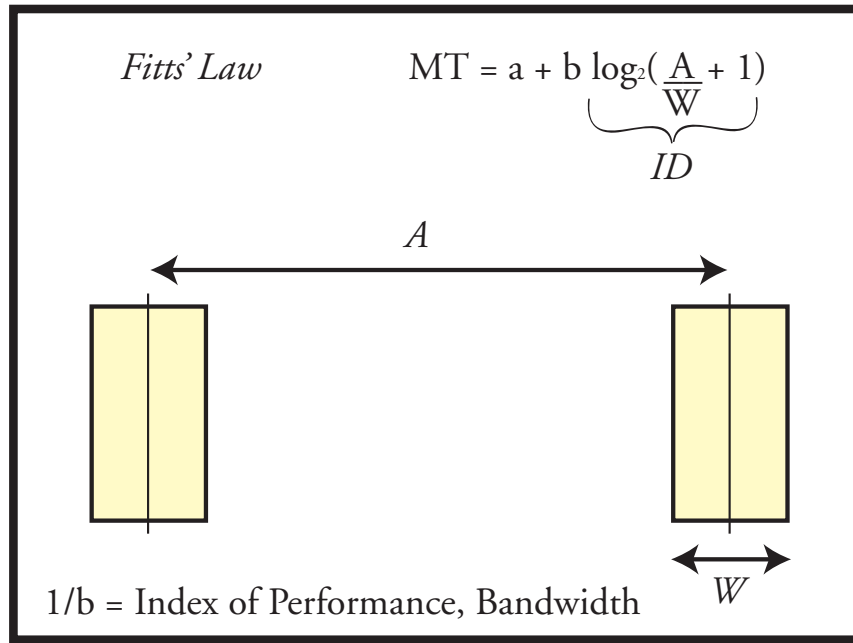 Fitts’ Law
MT = a + b log₂(A/W + 1)
ID
A
W
1/b = Index of Performance, Bandwidth